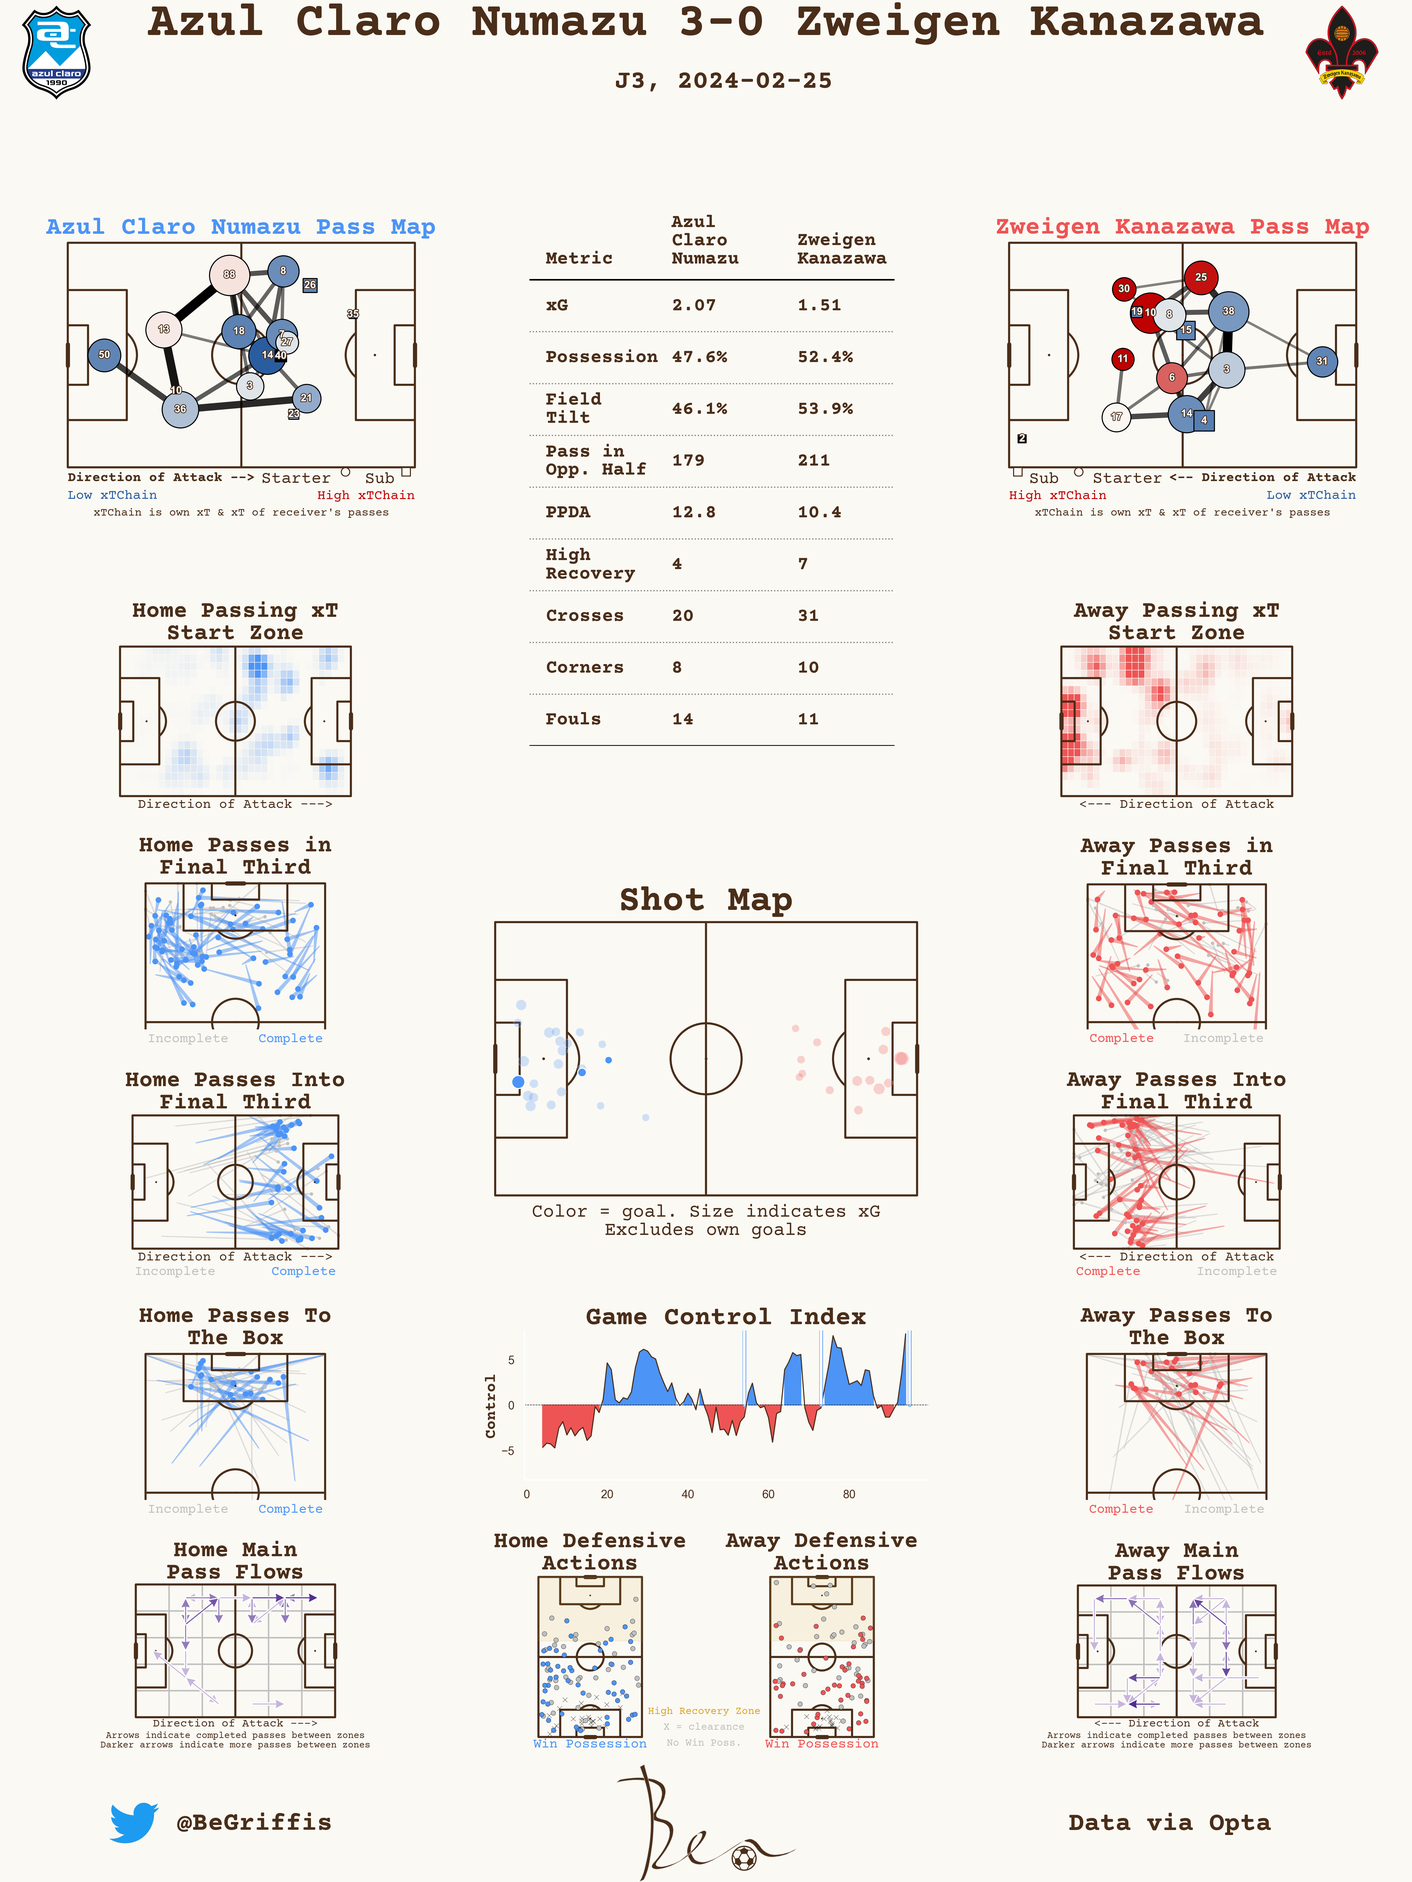 Azul Claro Numazu 3-0 Zweigen Kanazawa
J3, 2024-02-25
azul claro
1990
Estd 2004
Zweigen Kanazawa
Azul Claro Numazu Pass Map
88
8
26
35
13
18
7
27
50
14
40
3
10
36
21
23
Direction of Attack --> Starter Sub
Low xTChain High xTChain
xTChain is own xT & xT of receiver's passes
Metric Azul Claro Numazu Zweigen Kanazawa
xG 2.07 1.51
Possession 47.6% 52.4%
Field Tilt 46.1% 53.9%
Pass in Opp. Half 179 211
PPDA 12.8 10.4
High Recovery 4 7
Crosses 20 31
Corners 8 10
Fouls 14 11
Zweigen Kanazawa Pass Map
25
30
19
10
8
38
15
11
31
6
3
17
14
4
2
Sub Starter <-- Direction of Attack
High xTChain Low xTChain
xTChain is own xT & xT of receiver's passes
Home Passing xT
Start Zone
Direction of Attack --->
Away Passing xT
Start Zone
<--- Direction of Attack
Home Passes in
Final Third
Incomplete Complete
Away Passes in
Final Third
Complete Incomplete
Shot Map
Color = goal. Size indicates xG
Excludes own goals
Home Passes Into
Final Third
Direction of Attack --->
Incomplete Complete
Away Passes Into
Final Third
<--- Direction of Attack
Complete Incomplete
Home Passes To
The Box
Incomplete Complete
Game Control Index
Control
5
0
−5
0 20 40 60 80
Away Passes To
The Box
Complete Incomplete
Home Main
Pass Flows
Direction of Attack --->
Arrows indicate completed passes between zones
Darker arrows indicate more passes between zones
Home Defensive
Actions
Win Possession
High Recovery Zone
X = clearance
No Win Poss.
Away Defensive
Actions
Win Possession
Away Main
Pass Flows
<--- Direction of Attack
Arrows indicate completed passes between zones
Darker arrows indicate more passes between zones
@BeGriffis
Ben
Data via Opta